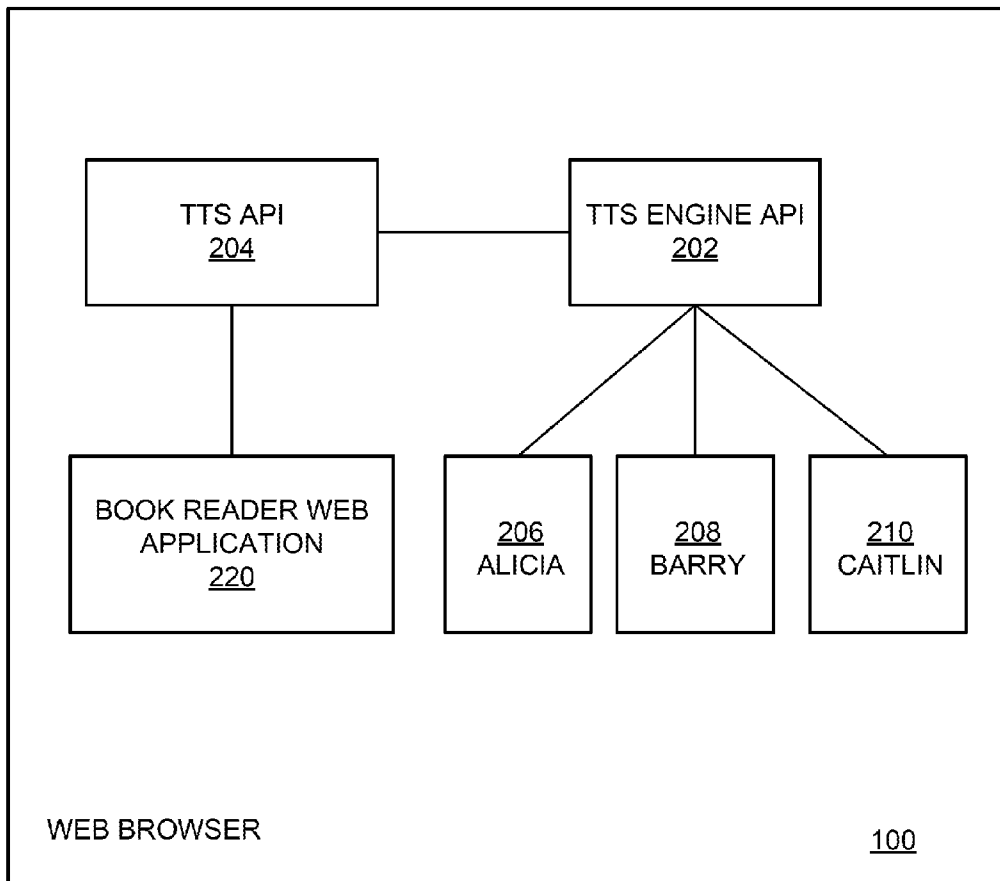 TTS API
204
TTS ENGINE API
202
BOOK READER WEB
APPLICATION
220
206
ALICIA
208
BARRY
210
CAITLIN
WEB BROWSER
100